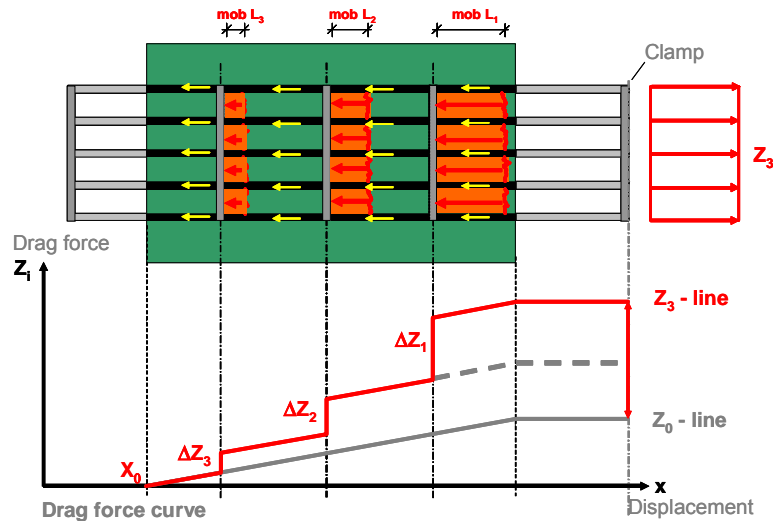 mob L₃ mob L₂ mob L₁
Clamp
Z₃
Drag force
Zᵢ
Z₃ - line
ΔZ₁
ΔZ₂
Z₀ - line
ΔZ₃
X₀
x
Drag force curve
Displacement